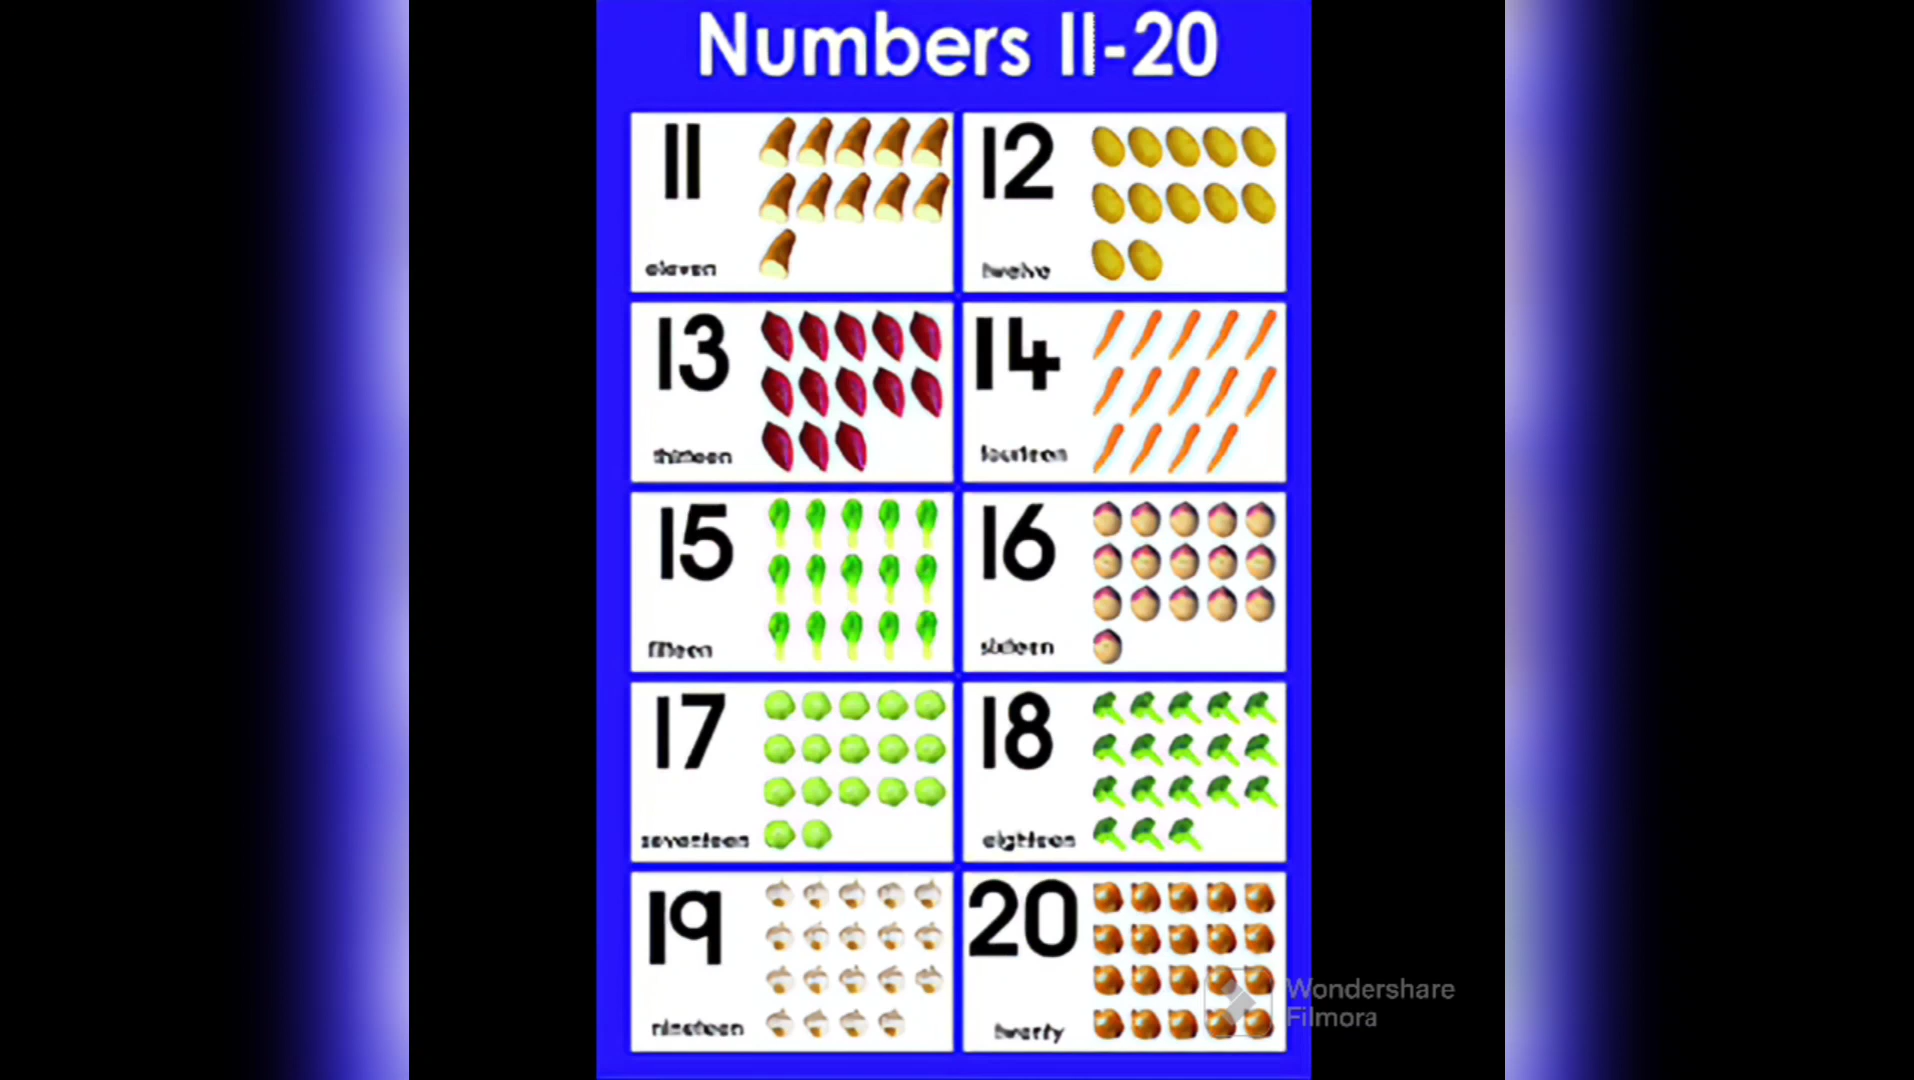 Numbers 11-20
11
eleven
12
twelve
13
thirteen
14
fourteen
15
fifteen
16
sixteen
17
seventeen
18
eighteen
19
nineteen
20
twenty
Wondershare
Filmora